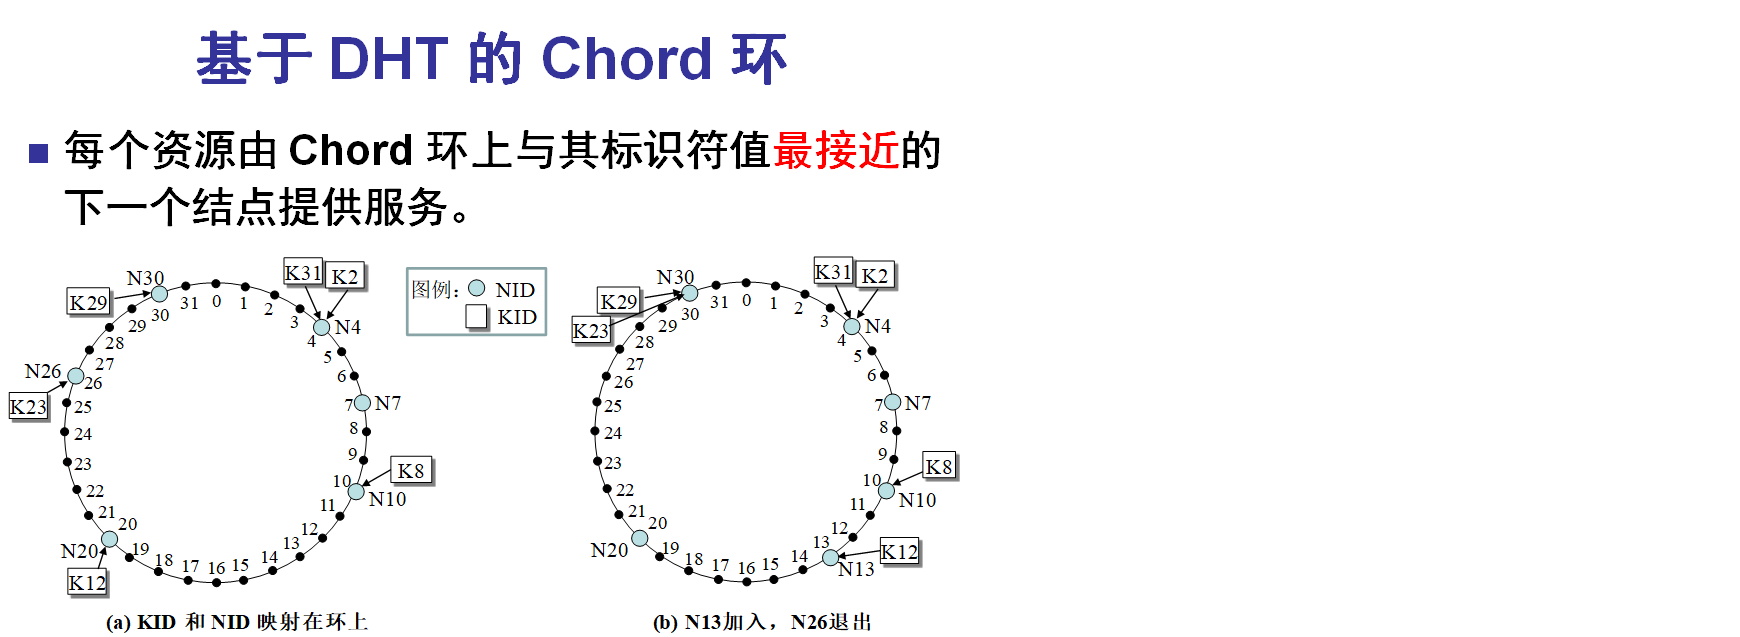 基于 DHT 的 Chord 环
每个资源由 Chord 环上与其标识符值最接近的
下一个结点提供服务。
图例： NID
KID
K31
K2
N30
K29
31
0
1
2
3
30
29
28
27
N4
4
5
6
7
N7
8
9
10
K8
N10
11
12
13
14
15
16
17
18
19
20
N20
K12
21
22
23
24
25
26
N26
K23
(a) KID 和 NID 映射在环上
K31
K2
N30
K29
K23
31
0
1
2
3
30
29
28
27
N4
4
5
6
7
N7
8
9
10
K8
N10
11
12
13
K12
N13
14
15
16
17
18
19
20
N20
21
22
23
24
25
26
(b) N13加入，N26退出